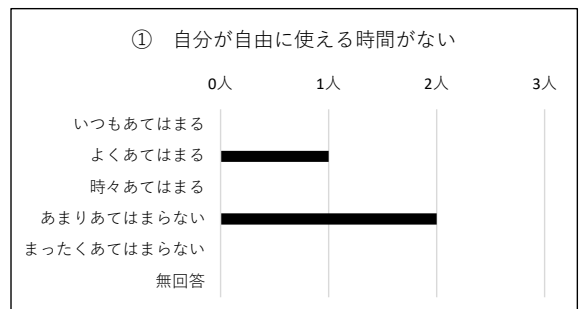 ① 自分が自由に使える時間がない
0人 1人 2人 3人
いつもあてはまる
よくあてはまる
時々あてはまる
あまりあてはまらない
まったくあてはまらない
無回答